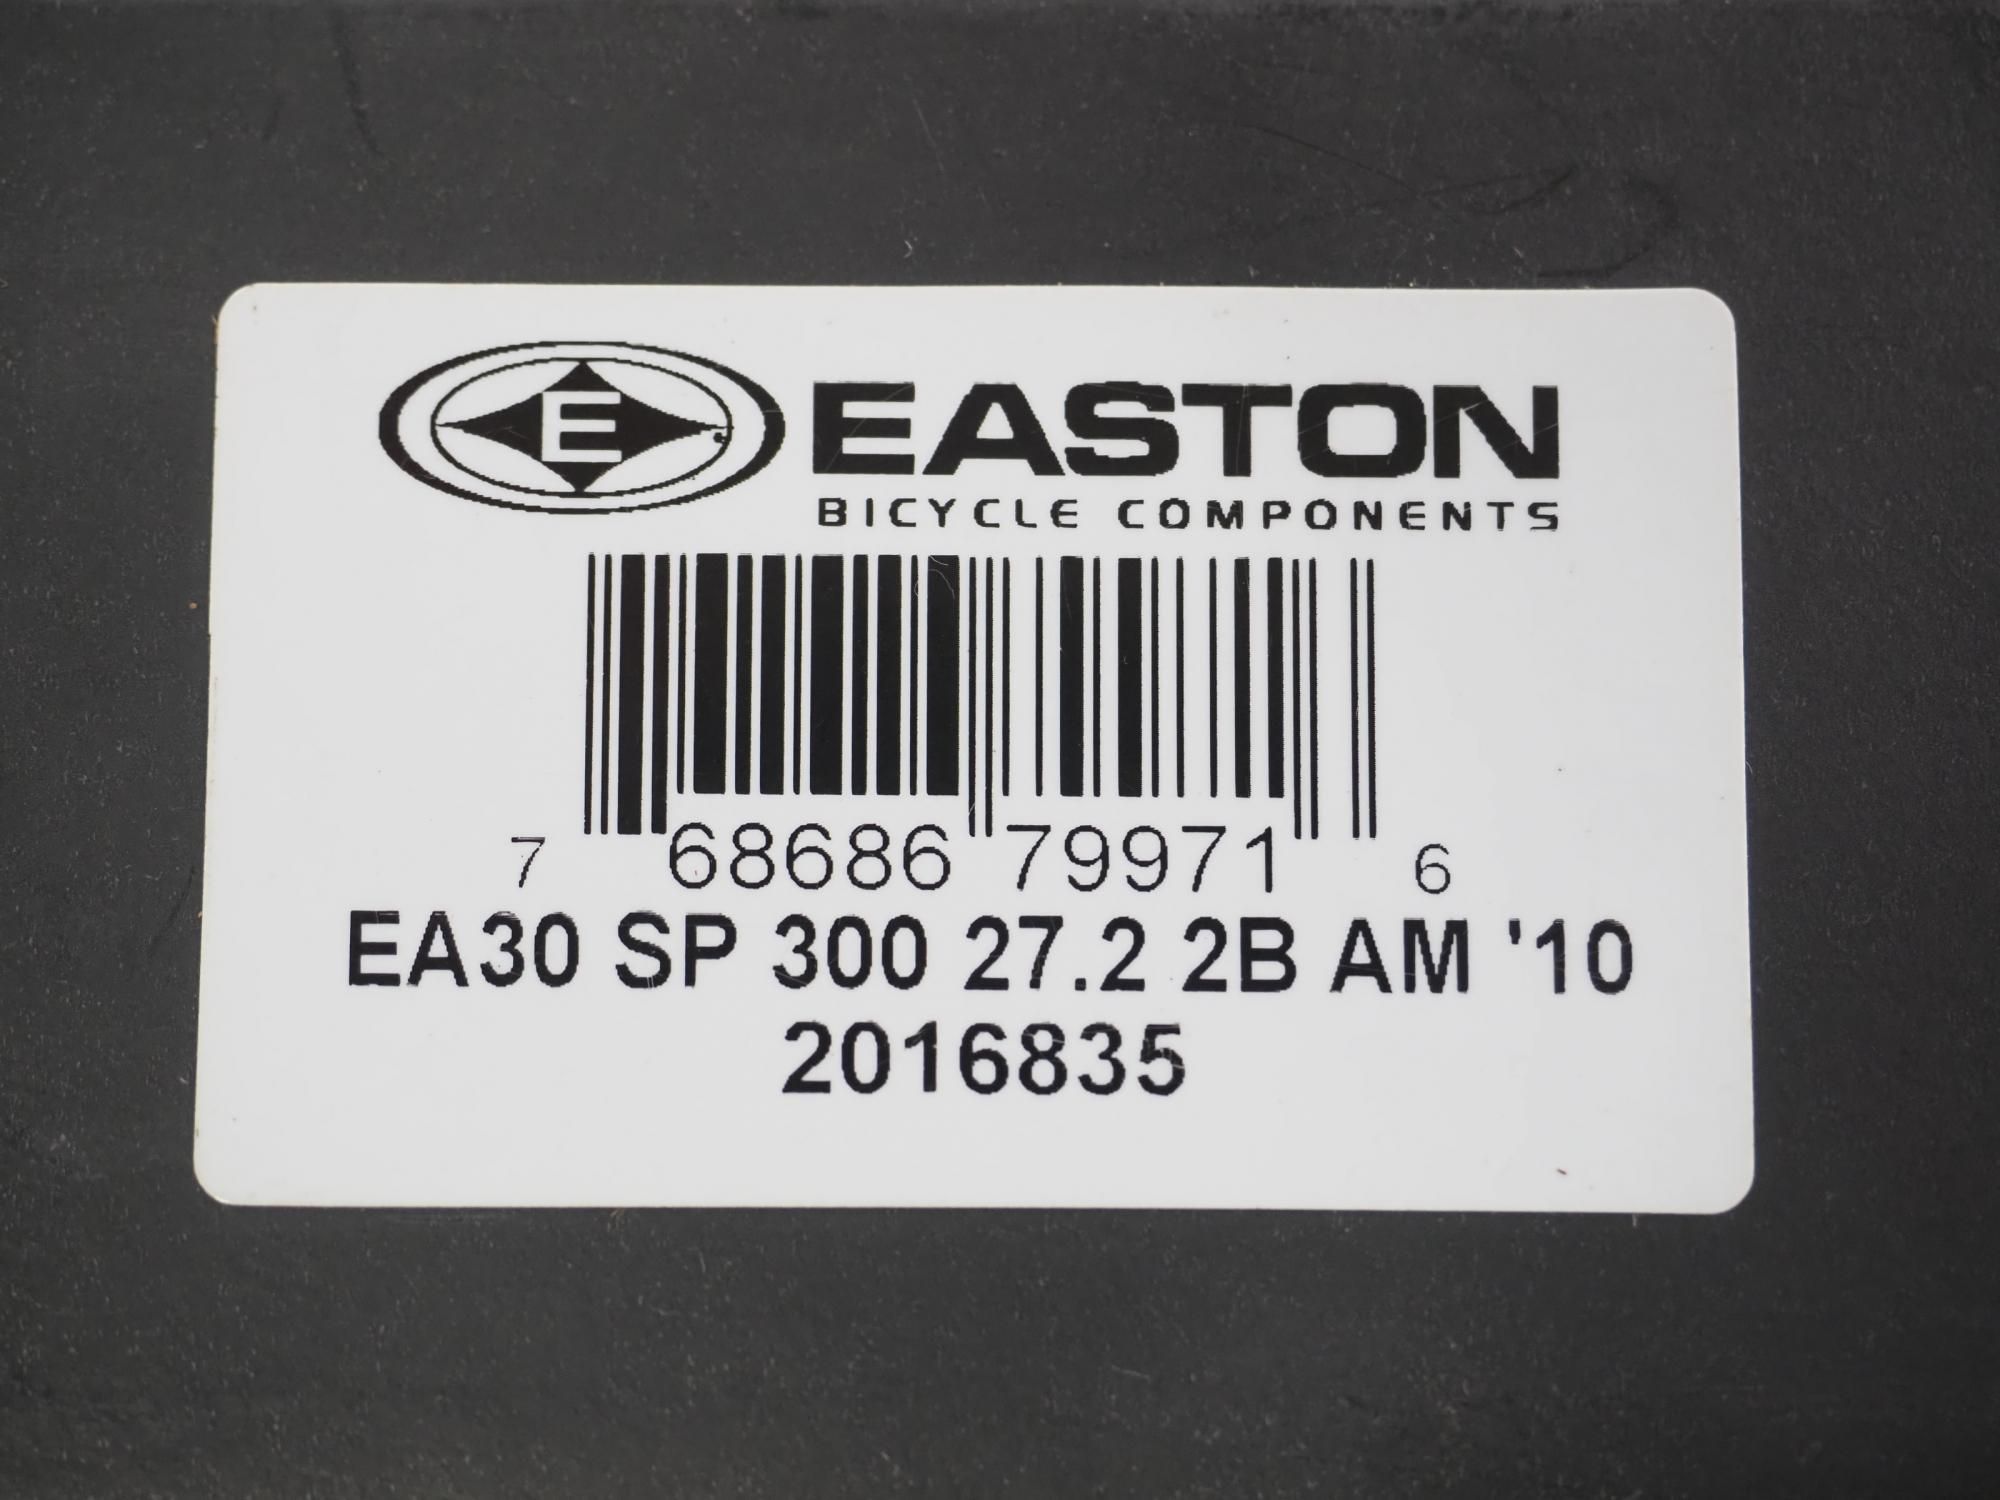 E EASTON
BICYCLE COMPONENTS
7 68686 79971 6
EA30 SP 300 27.2 2B AM '10
2016835